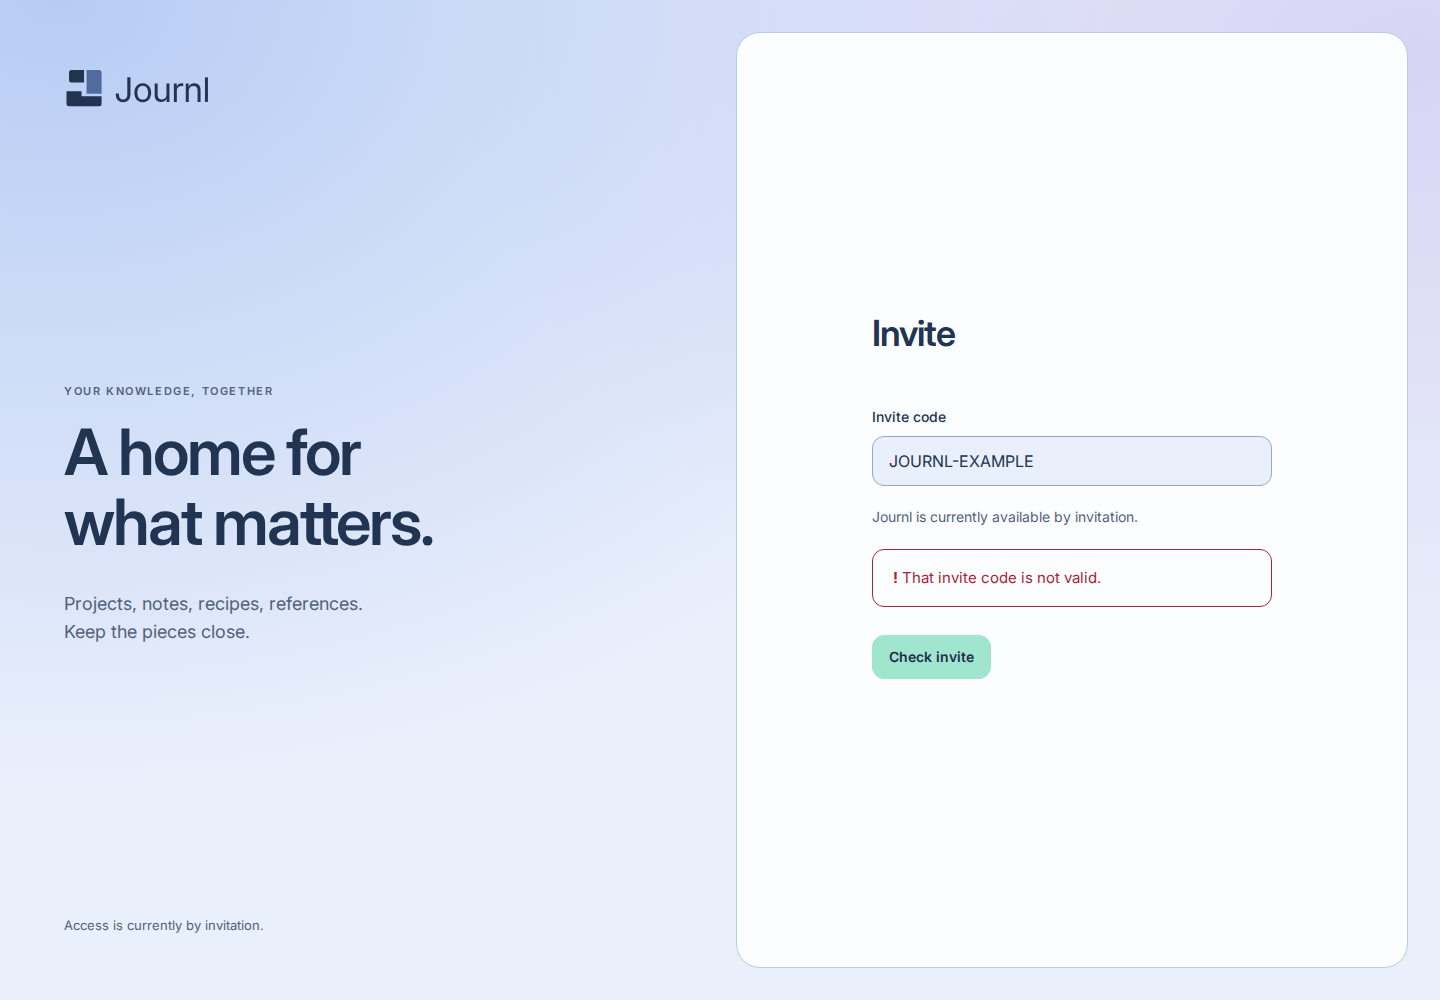 Journl
YOUR KNOWLEDGE, TOGETHER
A home for
what matters.
Projects, notes, recipes, references.
Keep the pieces close.
Access is currently by invitation.
Invite
Invite code
JOURNL-EXAMPLE
Journl is currently available by invitation.
! That invite code is not valid.
Check invite